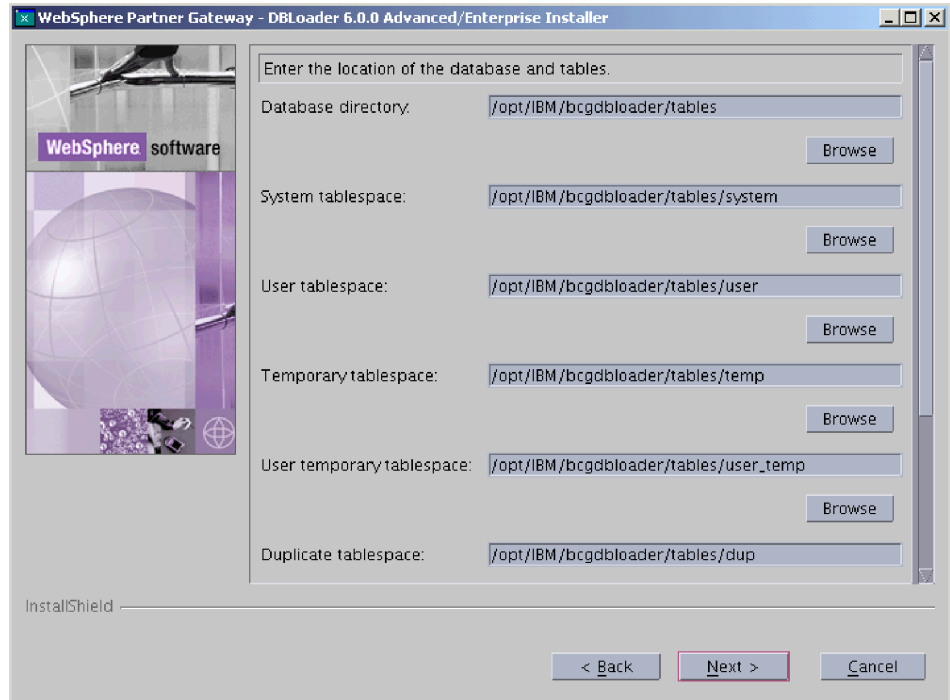 WebSphere Partner Gateway - DBLoader 6.0.0 Advanced/Enterprise Installer
WebSphere software
Enter the location of the database and tables.
Database directory: /opt/IBM/bcgdbloader/tables
Browse
System tablespace: /opt/IBM/bcgdbloader/tables/system
Browse
User tablespace: /opt/IBM/bcgdbloader/tables/user
Browse
Temporary tablespace: /opt/IBM/bcgdbloader/tables/temp
Browse
User temporary tablespace: /opt/IBM/bcgdbloader/tables/user_temp
Browse
Duplicate tablespace: /opt/IBM/bcgdbloader/tables/dup
InstallShield
< Back Next > Cancel